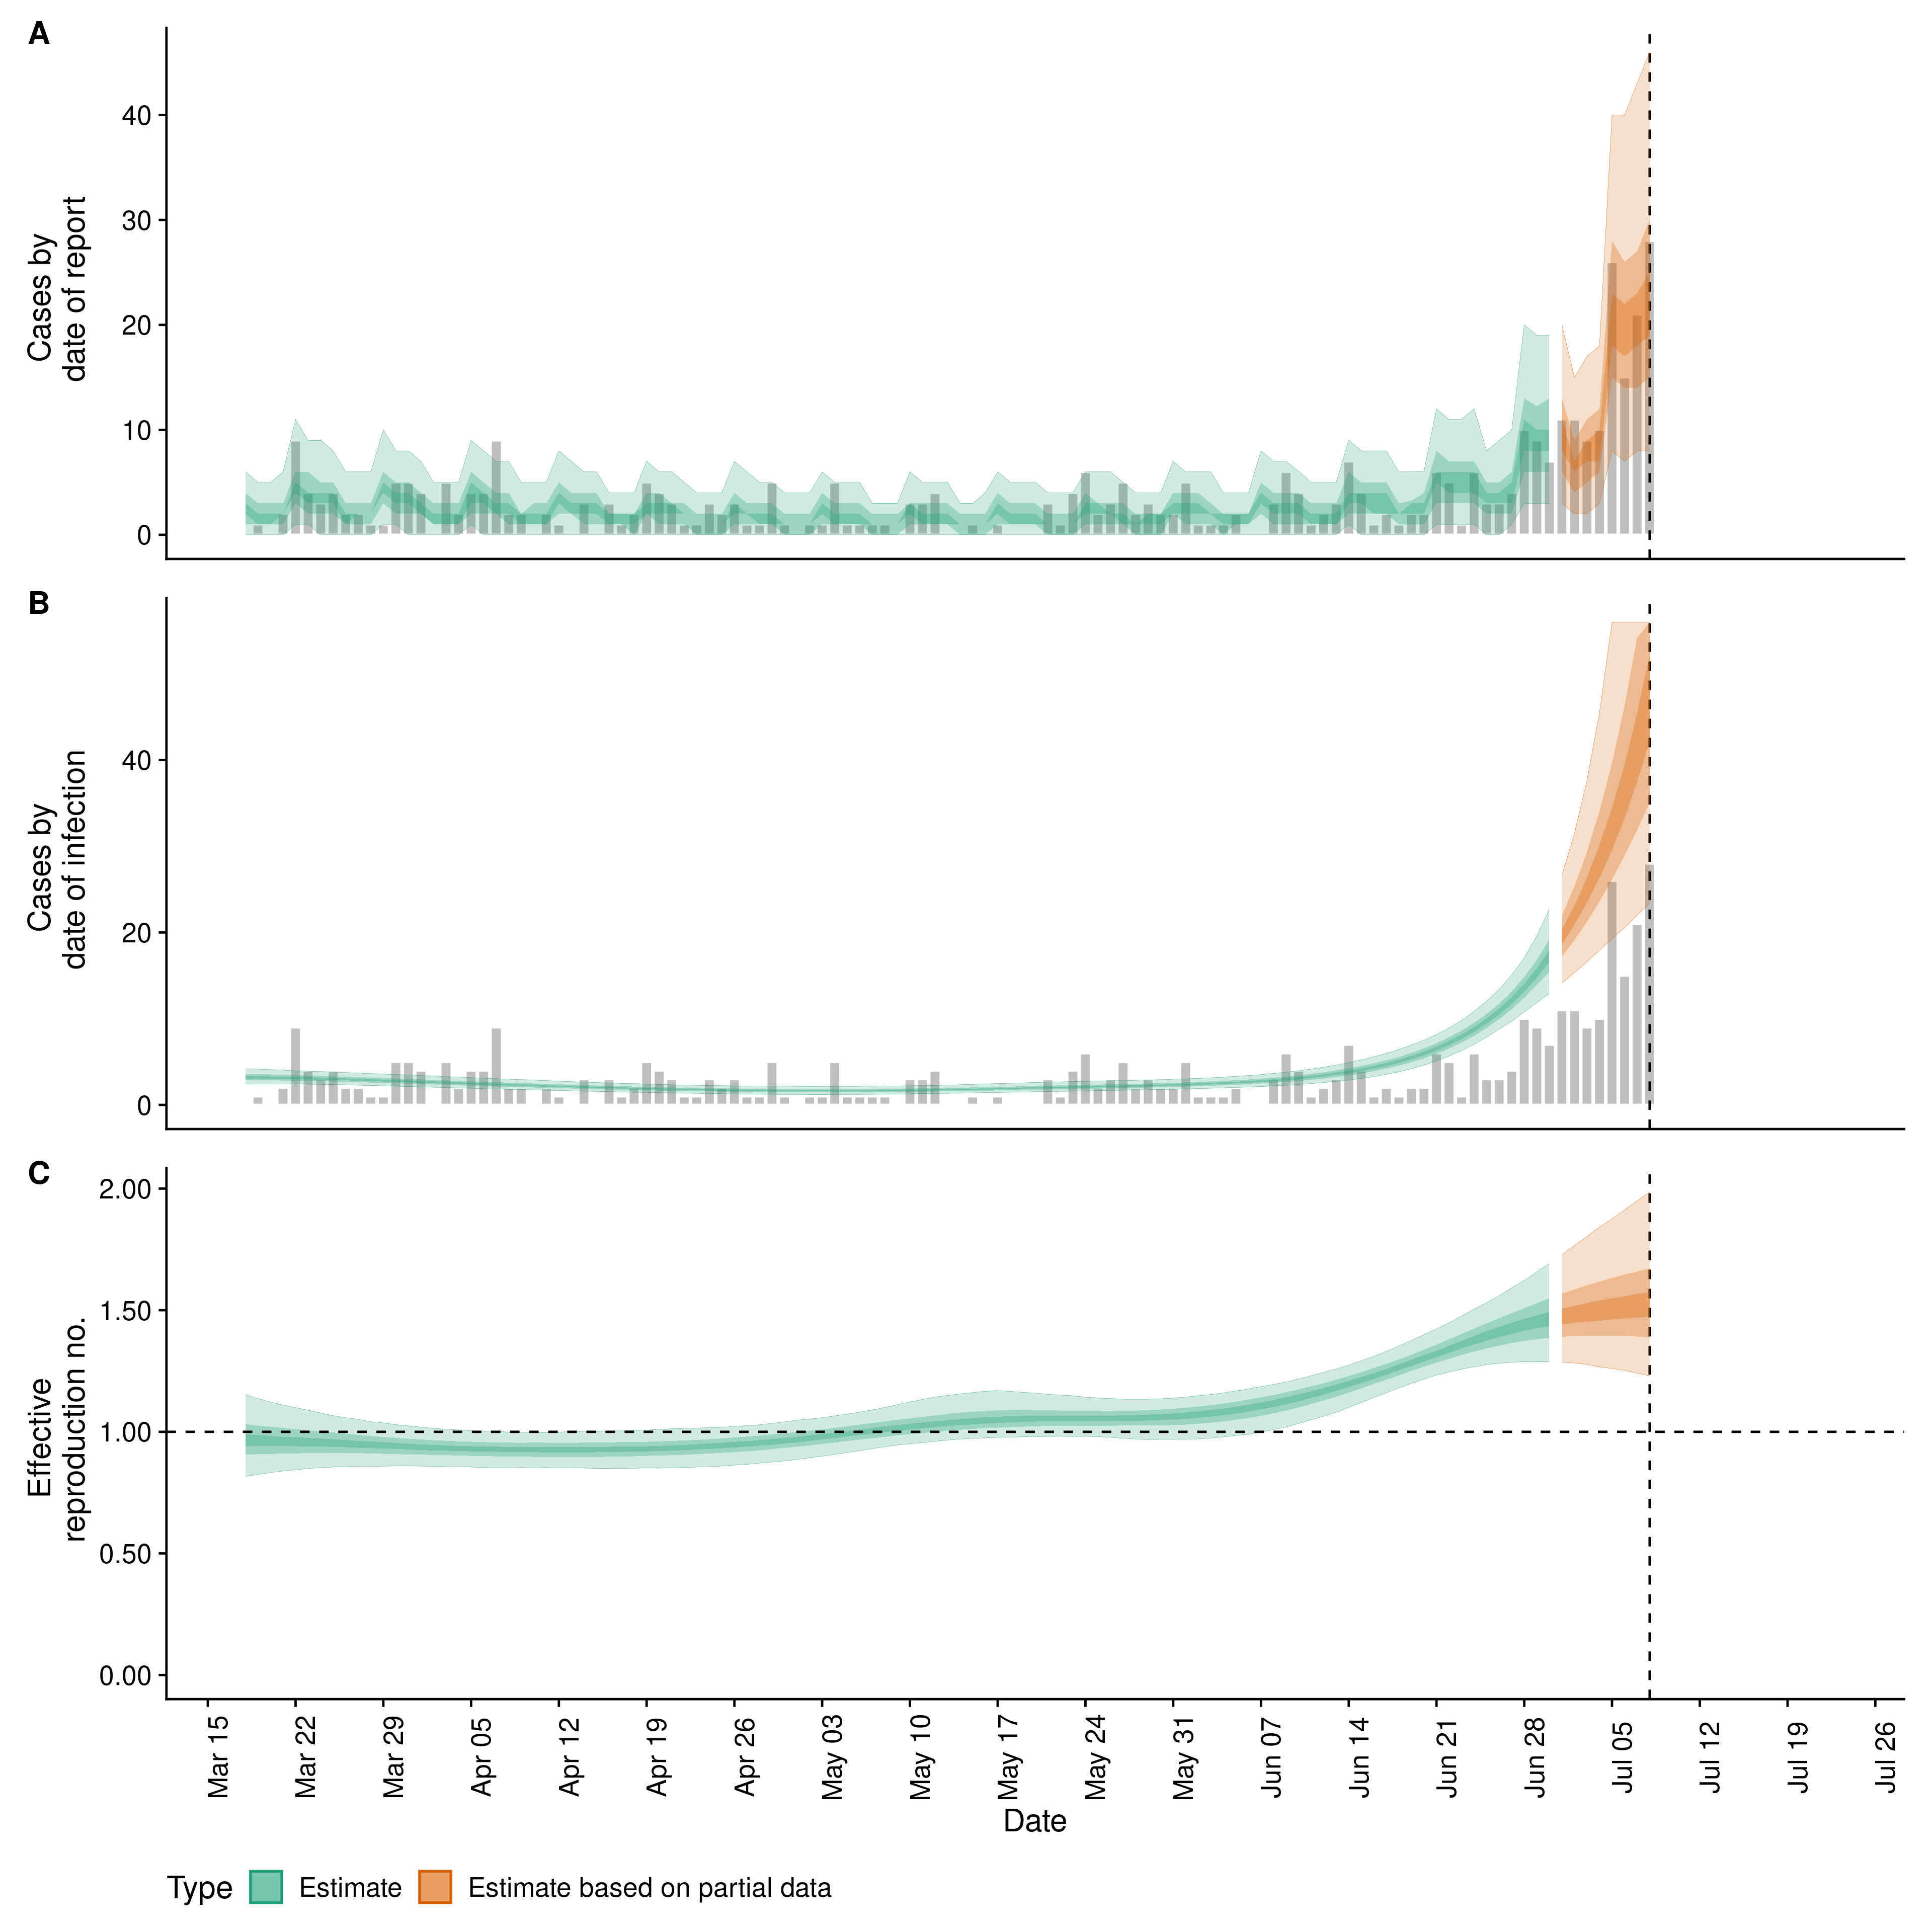 A
Cases by
date of report
40
30
20
10
0
B
Cases by
date of infection
40
20
0
C
Effective
reproduction no.
2.00
1.50
1.00
0.50
0.00
Mar 15
Mar 22
Mar 29
Apr 05
Apr 12
Apr 19
Apr 26
May 03
May 10
May 17
May 24
May 31
Jun 07
Jun 14
Jun 21
Jun 28
Jul 05
Jul 12
Jul 19
Jul 26
Date
Type Estimate Estimate based on partial data